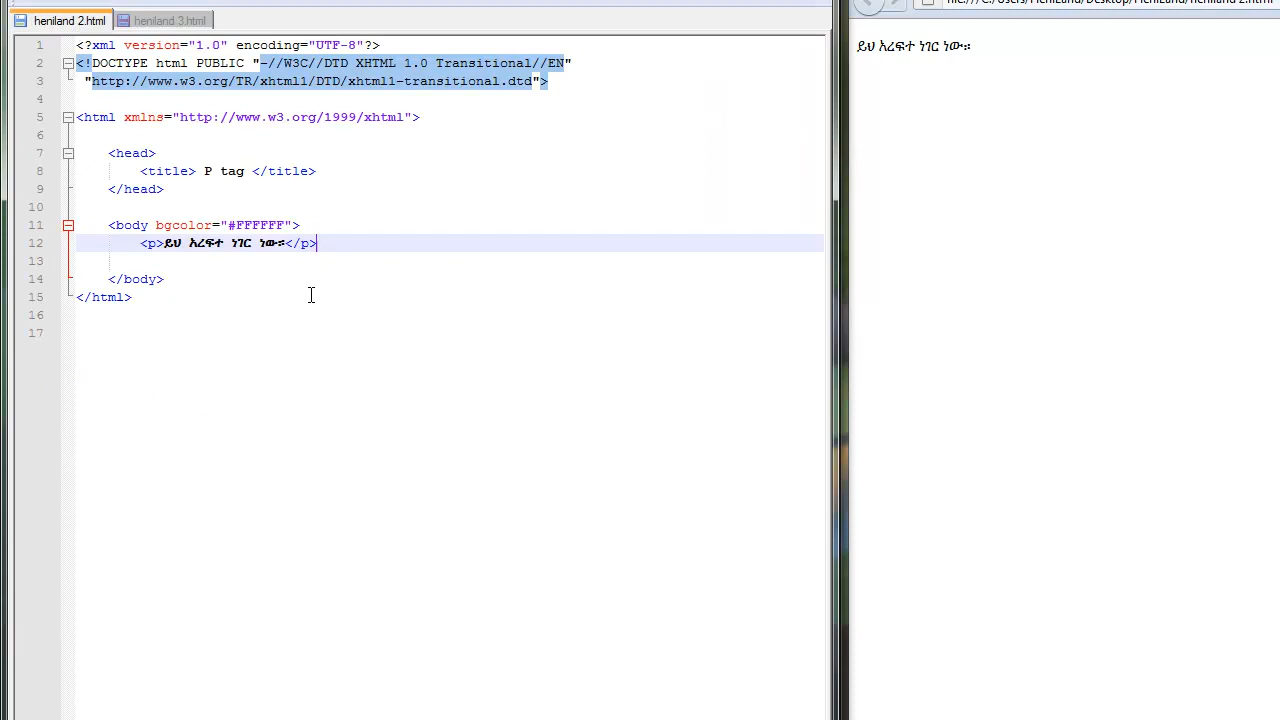 heniland 2.html
heniland 3.html
1 <?xml version="1.0" encoding="UTF-8"?>
2 <!DOCTYPE html PUBLIC "-//W3C//DTD XHTML 1.0 Transitional//EN"
3 "http://www.w3.org/TR/xhtml1/DTD/xhtml1-transitional.dtd">
4
5 <html xmlns="http://www.w3.org/1999/xhtml">
6
7 <head>
8 <title> P tag </title>
9 </head>
10
11 <body bgcolor="#FFFFFF">
12 <p>ይህ እረፍተ ነገር ነው።</p>
13
14 </body>
15 </html>
16
17
ይህ እረፍተ ነገር ነው።